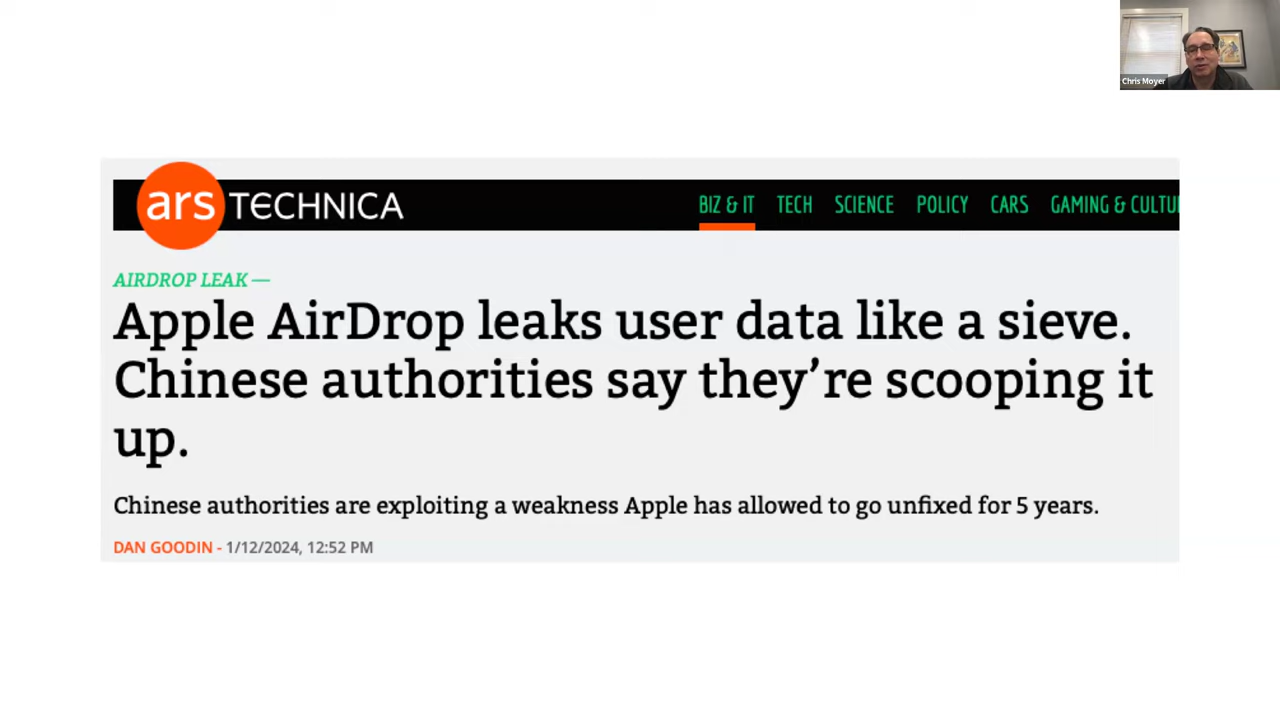 Chris Moyer
ars TECHNICA
BIZ & IT TECH SCIENCE POLICY CARS GAMING & CULTU
AIRDROP LEAK —
Apple AirDrop leaks user data like a sieve.
Chinese authorities say they’re scooping it
up.
Chinese authorities are exploiting a weakness Apple has allowed to go unfixed for 5 years.
DAN GOODIN - 1/12/2024, 12:52 PM